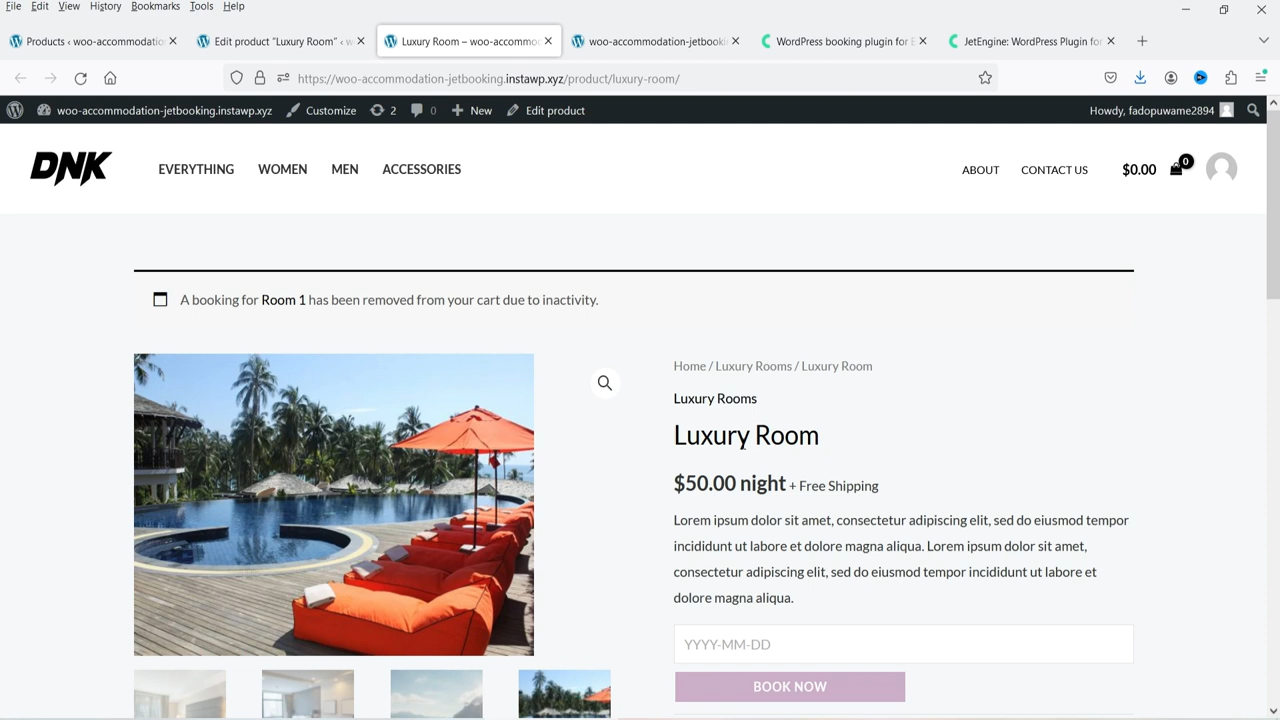 File Edit View History Bookmarks Tools Help
Products ‹ woo-accommodatio
Edit product "Luxury Room" ‹ w
Luxury Room – woo-accommo
woo-accommodation-jetbooki
WordPress booking plugin for E
JetEngine: WordPress Plugin for
https://woo-accommodation-jetbooking.instawp.xyz/product/luxury-room/
woo-accommodation-jetbooking.instawp.xyz Customize 2 0 New Edit product Howdy, fadopuwame2894
DNK EVERYTHING WOMEN MEN ACCESSORIES ABOUT CONTACT US $0.00 0
A booking for Room 1 has been removed from your cart due to inactivity.
Home / Luxury Rooms / Luxury Room
Luxury Rooms
Luxury Room
$50.00 night + Free Shipping
Lorem ipsum dolor sit amet, consectetur adipiscing elit, sed do eiusmod tempor
incididunt ut labore et dolore magna aliqua. Lorem ipsum dolor sit amet,
consectetur adipiscing elit, sed do eiusmod tempor incididunt ut labore et
dolore magna aliqua.
YYYY-MM-DD
BOOK NOW